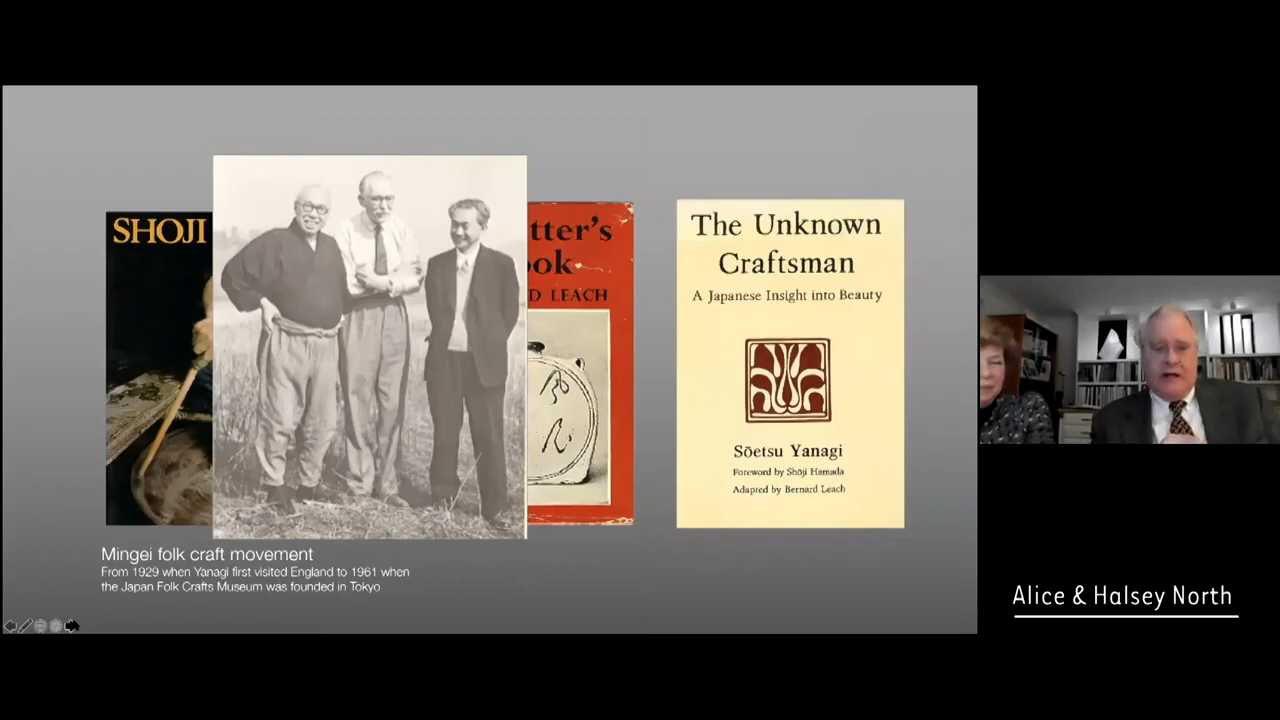 SHOJI
tter's
ok
D LEACH
The Unknown
Craftsman
A Japanese Insight into Beauty
Sōetsu Yanagi
Foreword by Shōji Hamada
Adapted by Bernard Leach
Mingei folk craft movement
From 1929 when Yanagi first visited England to 1961 when
the Japan Folk Crafts Museum was founded in Tokyo
Alice & Halsey North